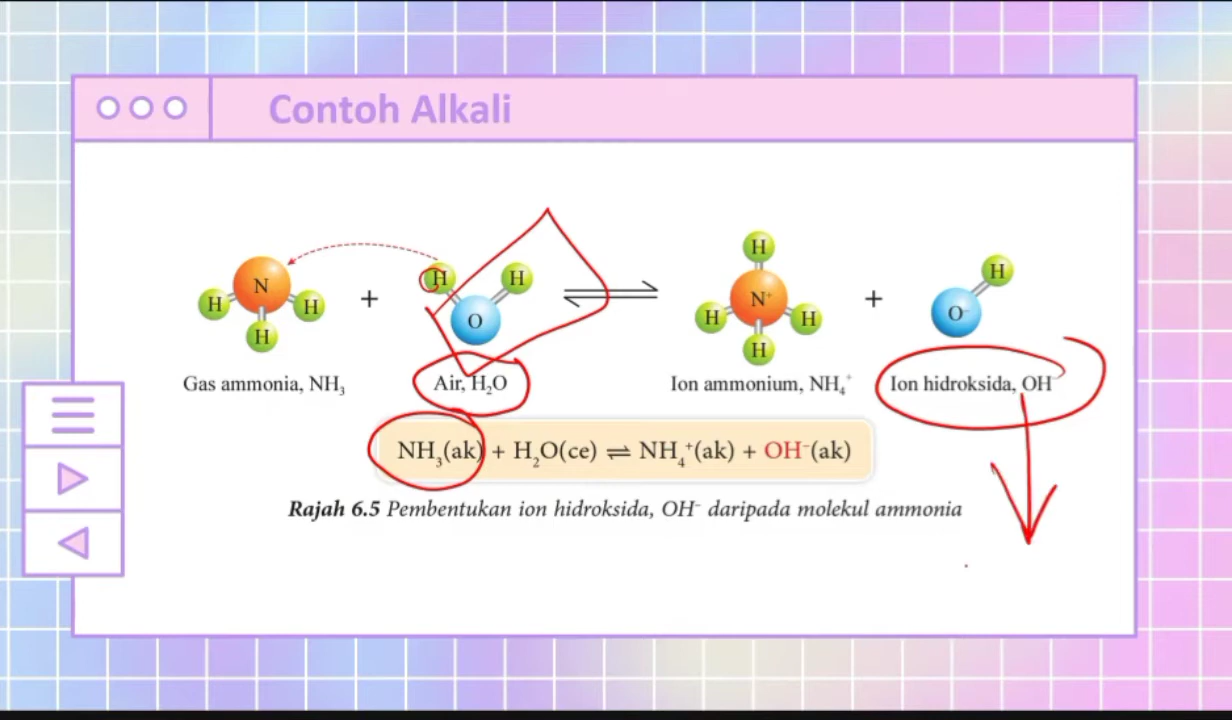 Contoh Alkali
N H H H + H H O ⇌ H N⁺ H H H + H O⁻
Gas ammonia, NH₃ Air, H₂O Ion ammonium, NH₄⁺ Ion hidroksida, OH⁻
NH₃(ak) + H₂O(ce) ⇌ NH₄⁺(ak) + OH⁻(ak)
Rajah 6.5 Pembentukan ion hidroksida, OH⁻ daripada molekul ammonia